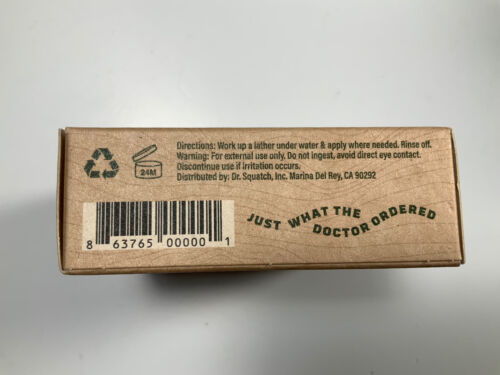 Directions: Work up a lather under water & apply where needed. Rinse off.
Warning: For external use only. Do not ingest, avoid direct eye contact.
Discontinue use if irritation occurs.
Distributed by: Dr. Squatch, Inc. Marina Del Rey, CA 90292
24M
JUST WHAT THE
DOCTOR ORDERED
8 63765 00000 1